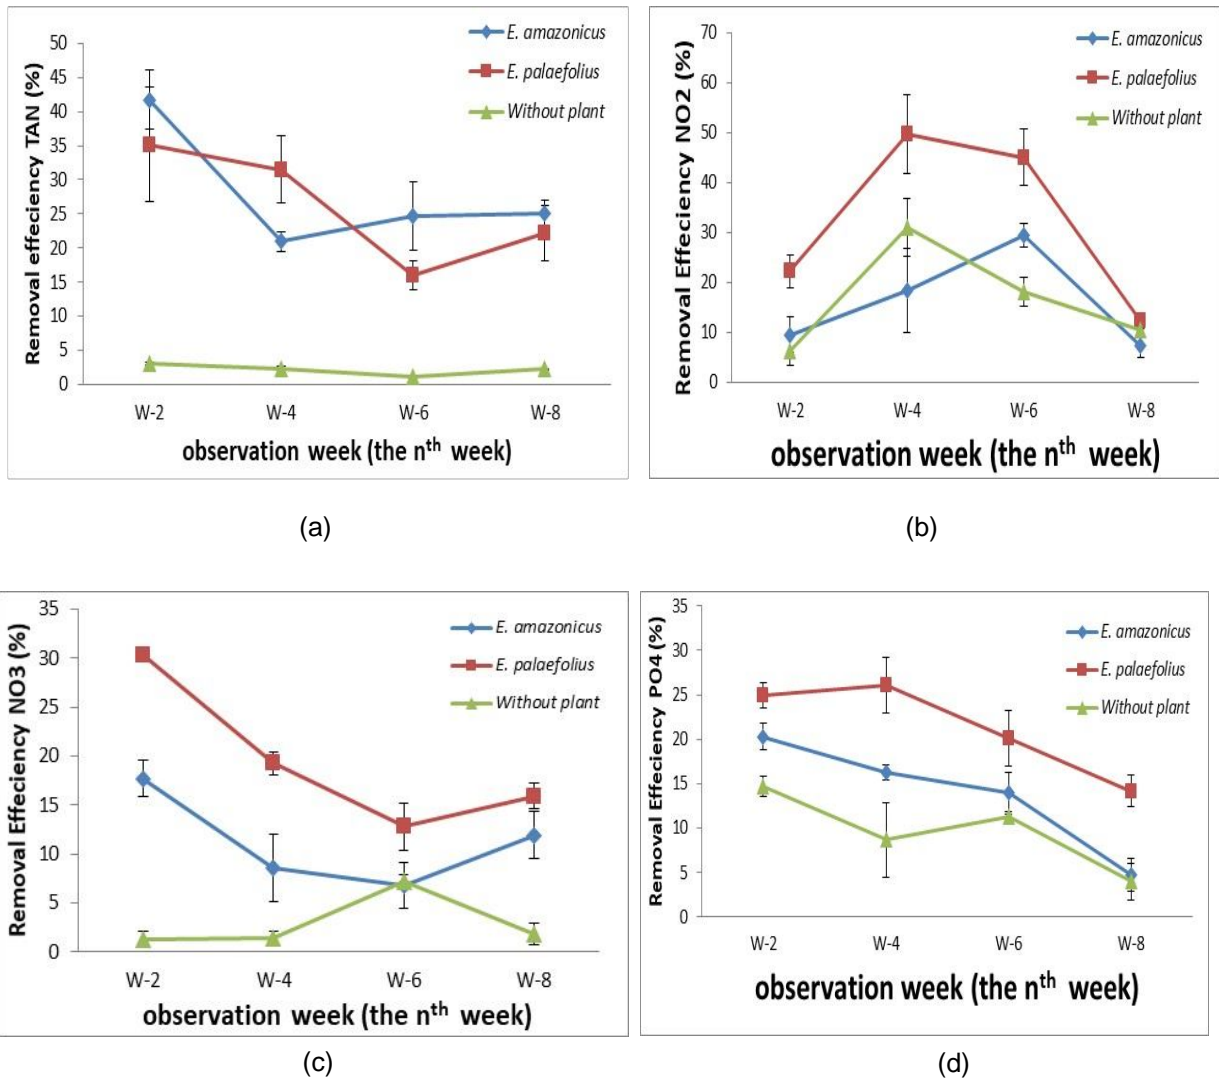 Removal effeciency TAN (%)
50
45
40
35
30
25
20
15
10
5
0
E. amazonicus
E. palaefolius
Without plant
W-2 W-4 W-6 W-8
observation week (the nth week)
(a)
Removal Effeciency NO2 (%)
70
60
50
40
30
20
10
0
E. amazonicus
E. palaefolius
Without plant
W-2 W-4 W-6 W-8
observation week (the nth week)
(b)
Removal Effeciency NO3 (%)
35
30
25
20
15
10
5
0
E. amazonicus
E. palaefolius
Without plant
W-2 W-4 W-6 W-8
observation week (the nth week)
(c)
Removal Effeciency PO4 (%)
35
30
25
20
15
10
5
0
E. amazonicus
E. palaefolius
Without plant
W-2 W-4 W-6 W-8
observation week (the nth week)
(d)